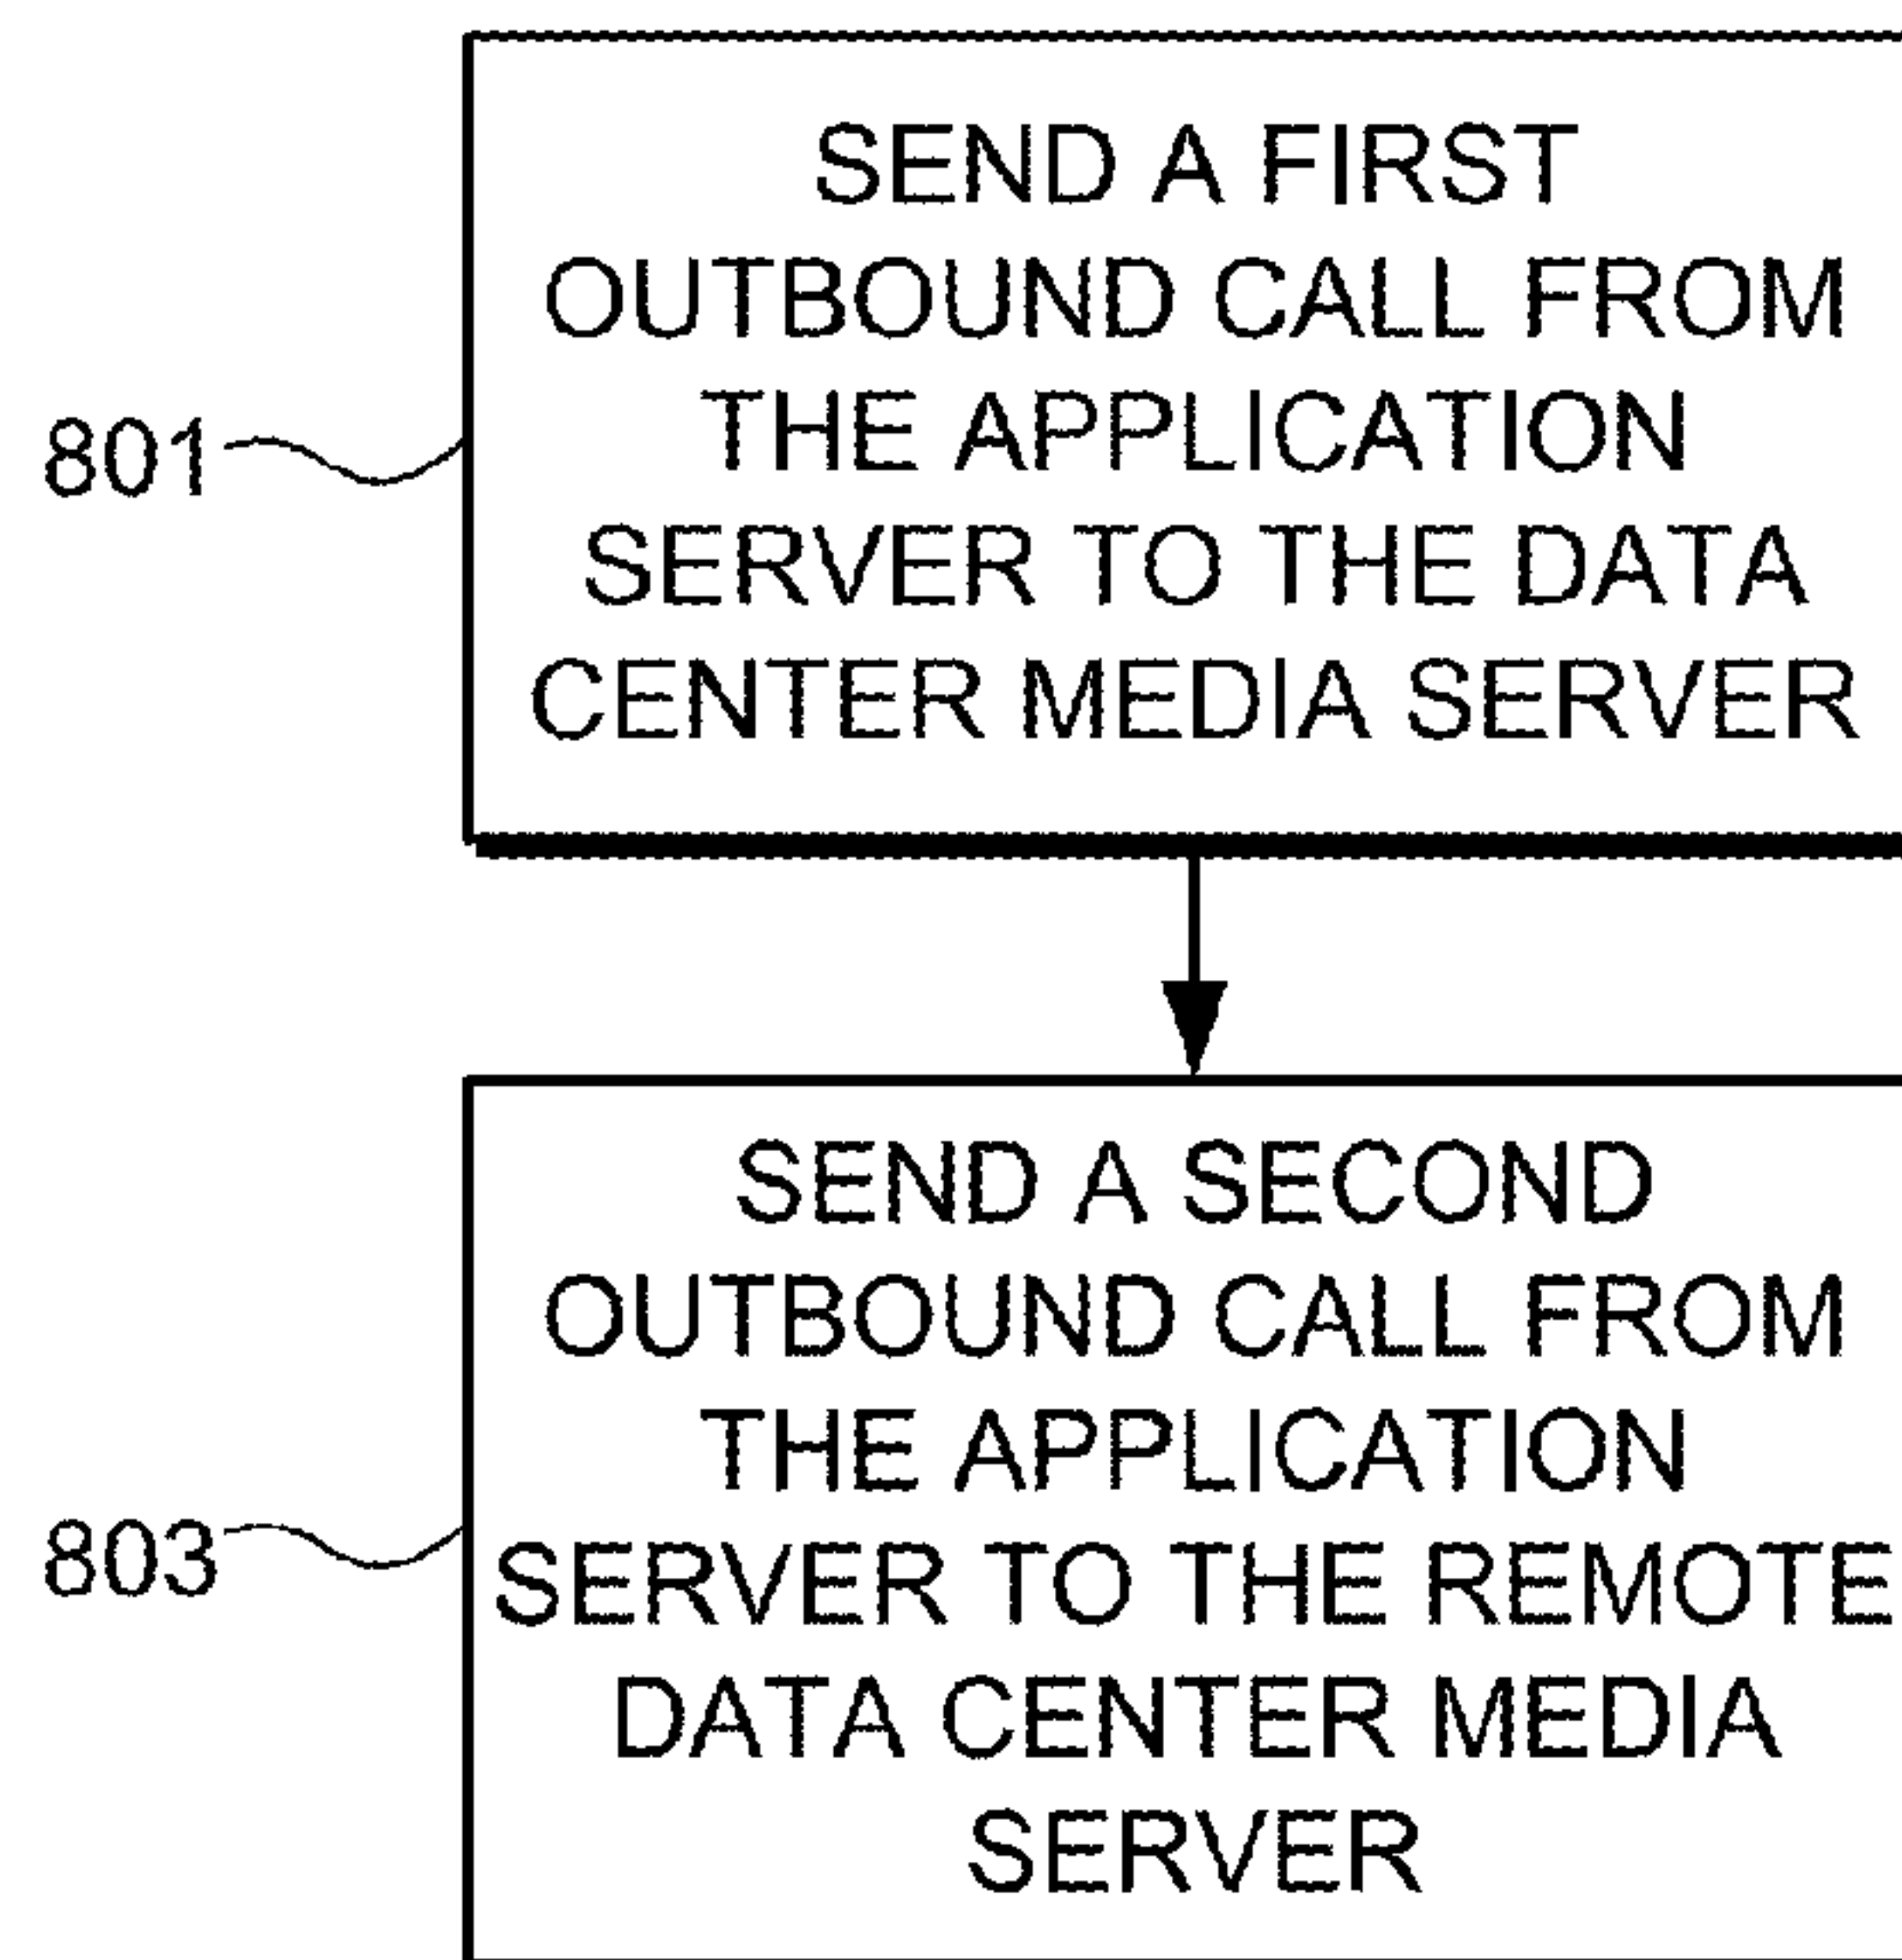 SEND A FIRST
OUTBOUND CALL FROM
THE APPLICATION
SERVER TO THE DATA
CENTER MEDIA SERVER
801
SEND A SECOND
OUTBOUND CALL FROM
THE APPLICATION
SERVER TO THE REMOTE
DATA CENTER MEDIA
SERVER
803